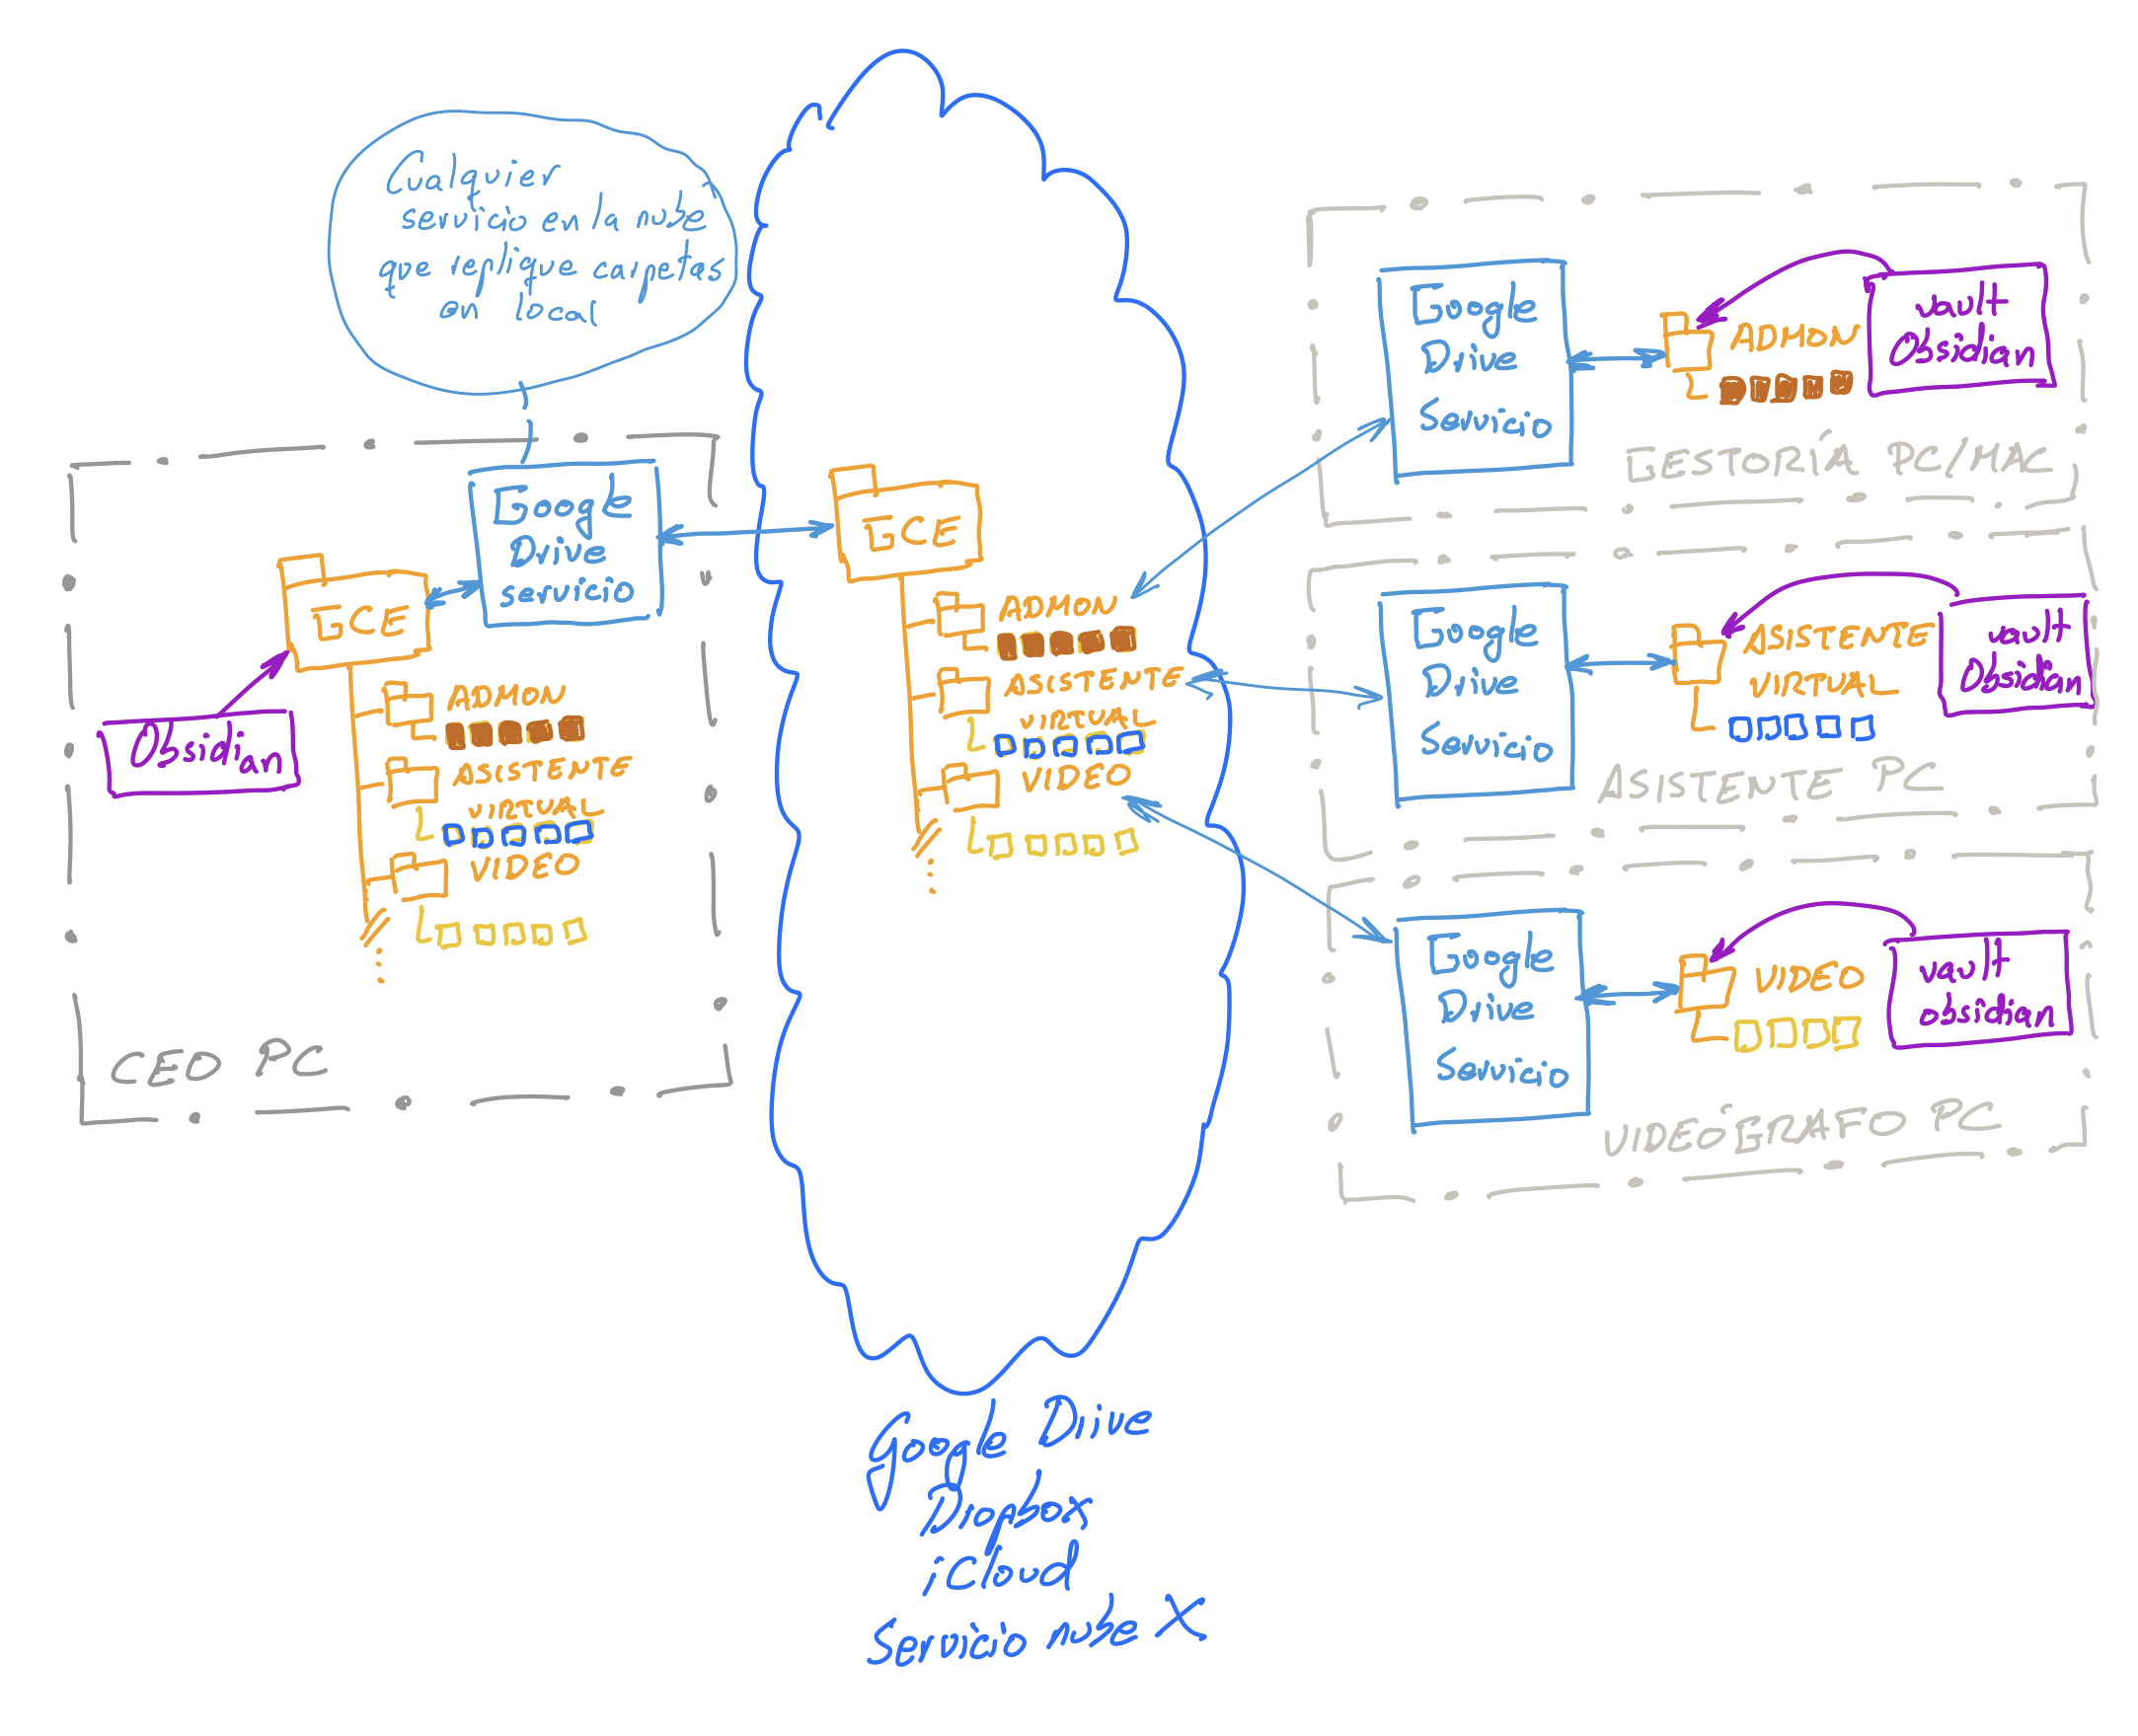 Cualquier
servicio en la nube
que replique carpetas
en local
Google
Drive
servicio
GCE
Obsidian
ADMON
ASISTENTE
VIRTUAL
VIDEO
CEO PC
GCE
ADMON
ASISTENTE
VIRTUAL
VIDEO
Google Drive
Dropbox
iCloud
Servicio nube X
Google
Drive
Servicio
ADMON
vault
Obsidian
GESTORÍA PC/MAC
Google
Drive
Servicio
ASISTENTE
VIRTUAL
vault
Obsidian
ASISTENTE PC
Google
Drive
Servicio
VIDEO
vault
obsidian
VIDEÓGRAFO PC